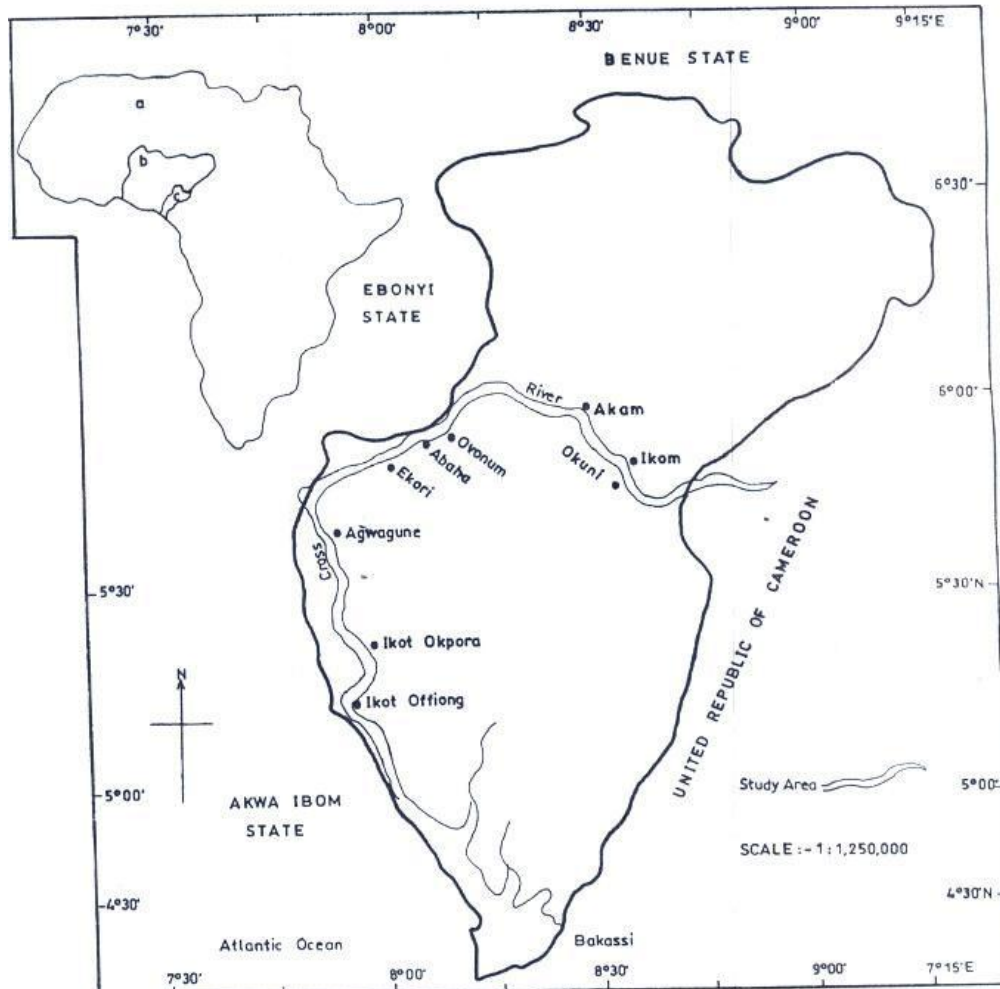 7°30'
8°00'
8°30'
9°00'
9°15'E
BENUE STATE
a
b
c
6°30'
EBONYI
STATE
6°00'
River
Akam
Ovonum
Abaha
Ekori
Okuni
Ikom
Agwagune
Cross
5°30'
5°30'N
UNITED REPUBLIC OF CAMEROON
Ikot Okpora
N
Ikot Offiong
Study Area
5°00'
5°00'
AKWA IBOM
STATE
SCALE :- 1 : 1,250,000
4°30'
4°30'N
Atlantic Ocean
Bakassi
7°30'
8°00'
8°30'
9°00'
7°15'E